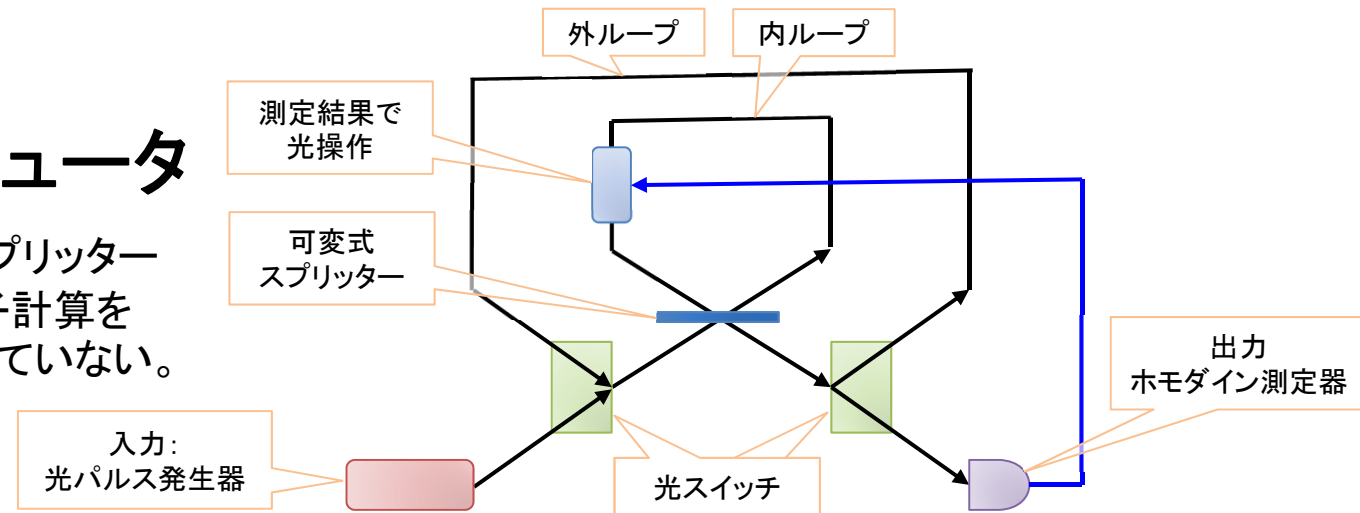 外ループ
内ループ
測定結果で
光操作
ュータ
プリッター
計算を
ていない。
可変式
スプリッター
出力
ホモダイン測定器
入力:
光パルス発生器
光スイッチ